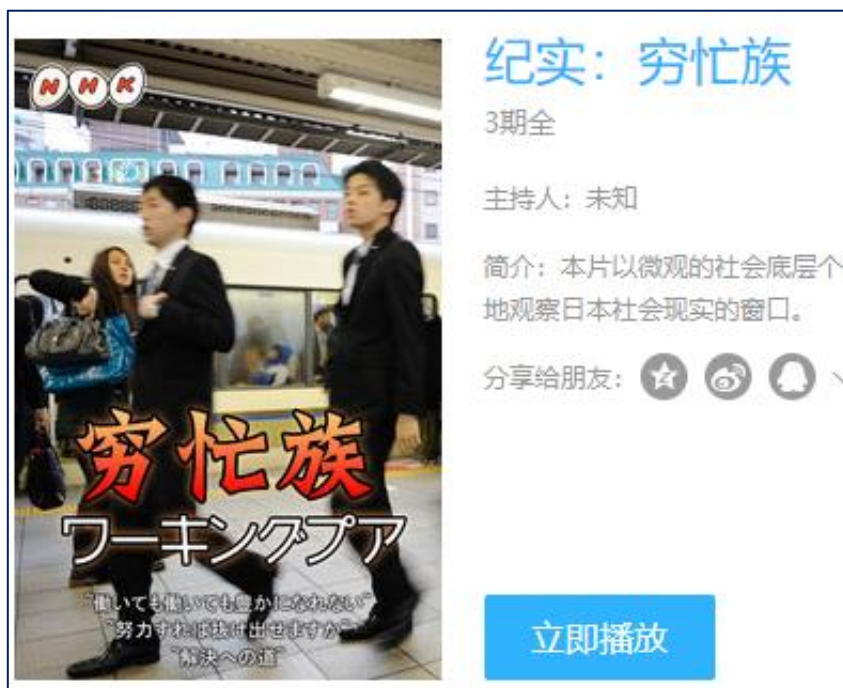 NHK
穷忙族
ワーキングプア
"働いても働いても豊かになれない"
"努力すれば抜け出せますか"
"解決への道"
纪实：穷忙族
3期全
主持人：未知
简介：本片以微观的社会底层个
地观察日本社会现实的窗口。
分享给朋友：
立即播放